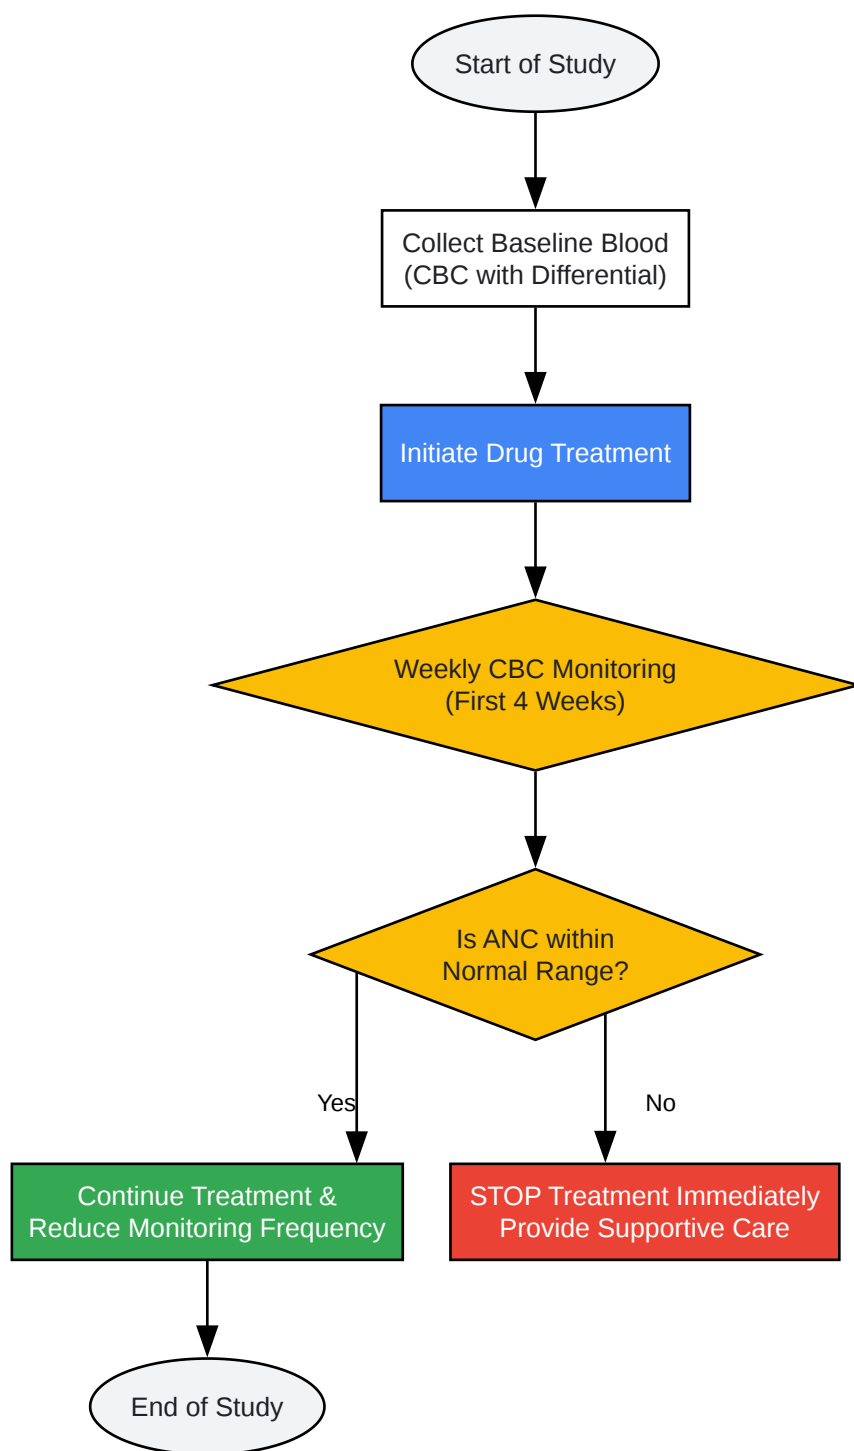 Start of Study
Collect Baseline Blood
(CBC with Differential)
Initiate Drug Treatment
Weekly CBC Monitoring
(First 4 Weeks)
Is ANC within
Normal Range?
Yes
No
Continue Treatment &
Reduce Monitoring Frequency
STOP Treatment Immediately
Provide Supportive Care
End of Study